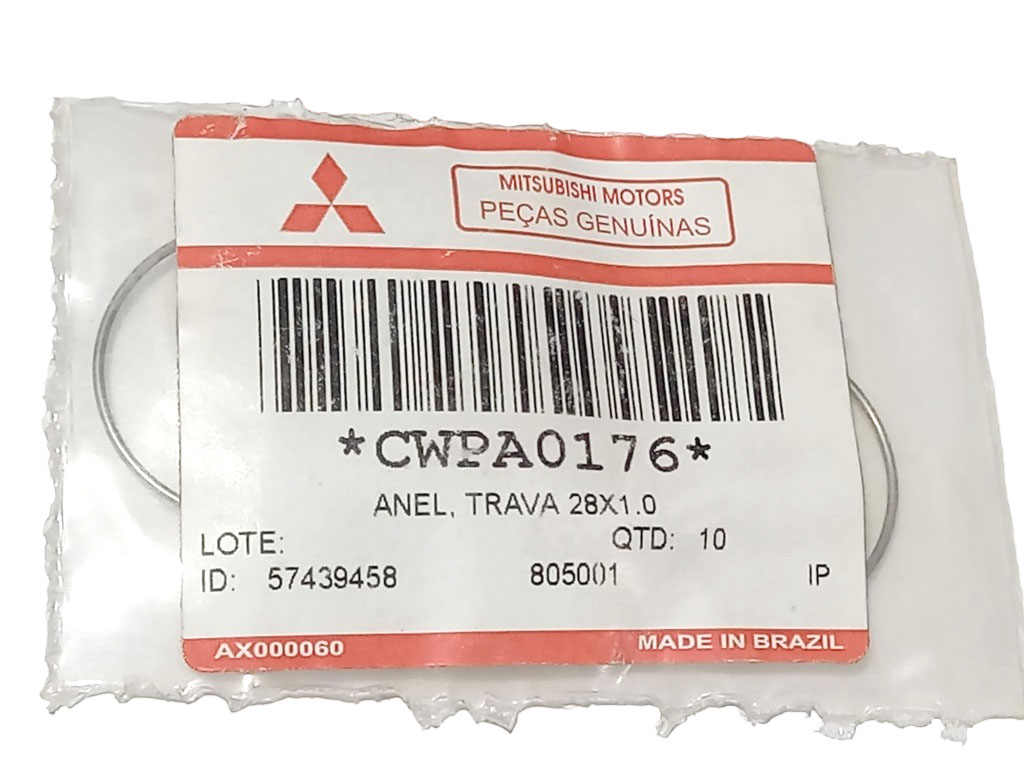 MITSUBISHI MOTORS
PEÇAS GENUÍNAS
*CWPA0176*
ANEL, TRAVA 28X1.0
LOTE: QTD: 10
ID: 57439458 805001 IP
AX000060 MADE IN BRAZIL